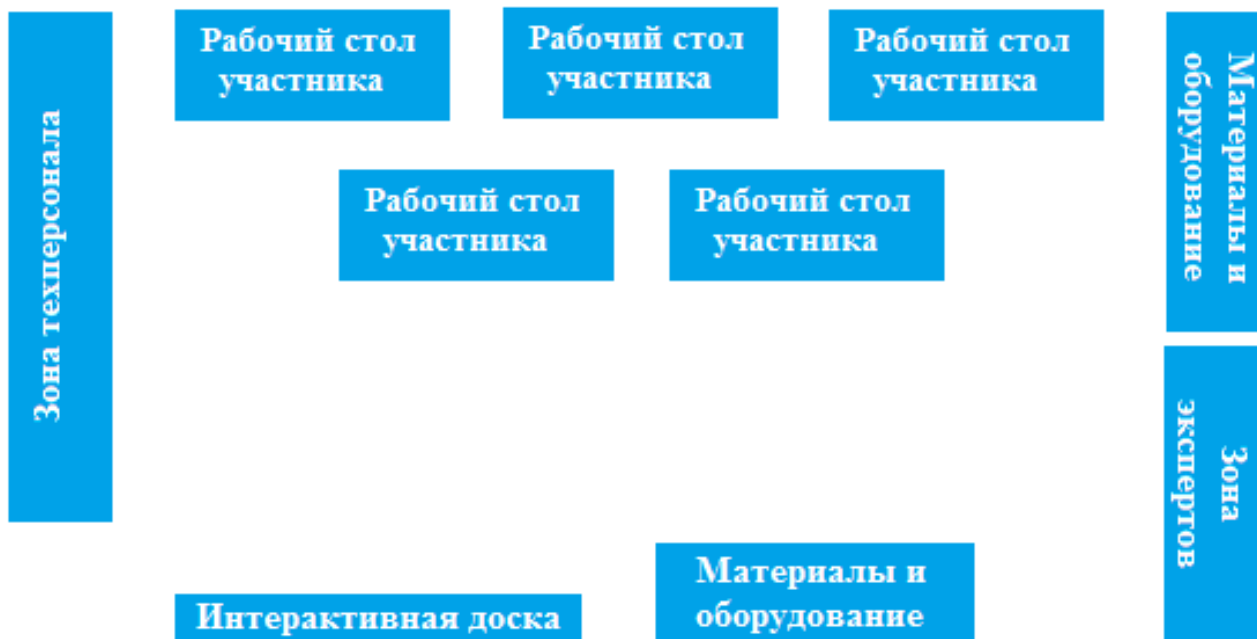 Рабочий стол
участника
Рабочий стол
участника
Рабочий стол
участника
Материалы и
оборудование
Зона техперсонала
Рабочий стол
участника
Рабочий стол
участника
Зона
экспертов
Интерактивная доска
Материалы и
оборудование